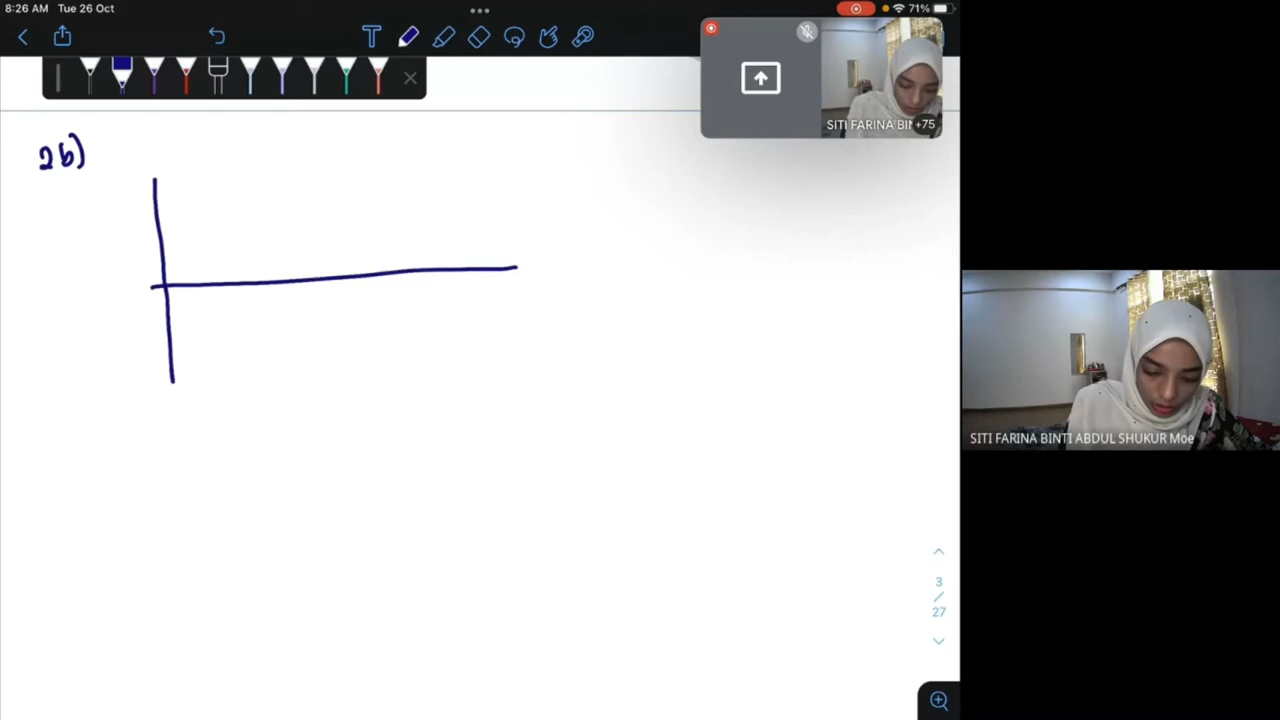 8:26 AM Tue 26 Oct
71%
T
SITI FARINA BIN
+75
2b)
SITI FARINA BINTI ABDUL SHUKUR Moe
3
/
27